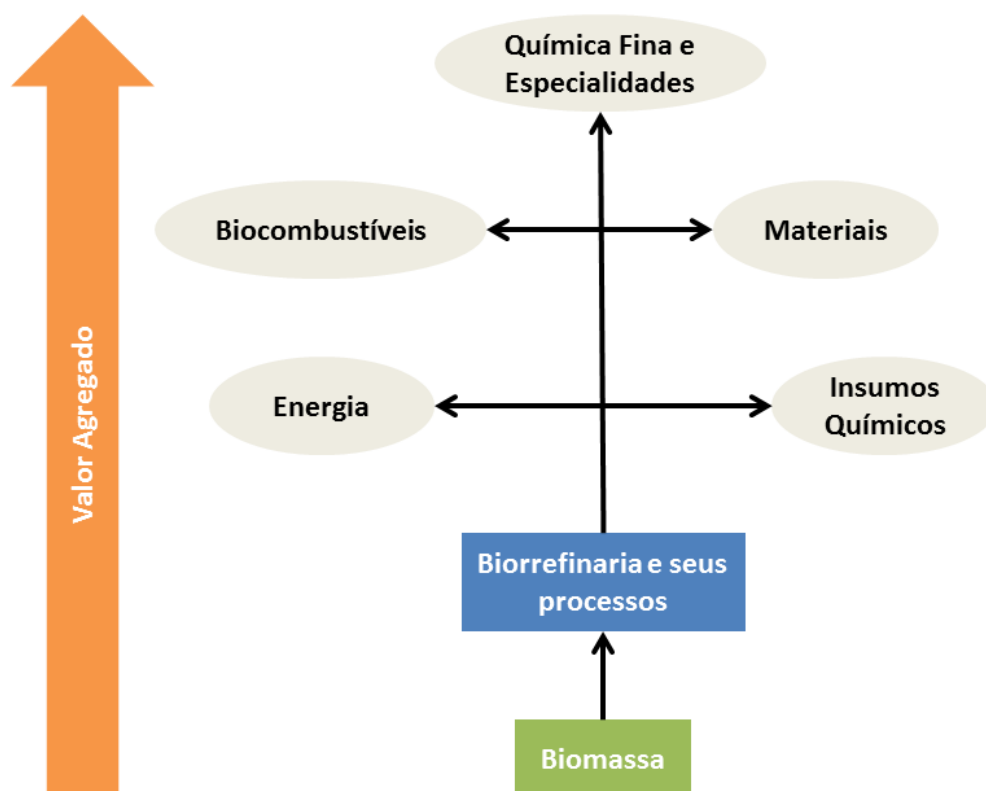 Química Fina e
Especialidades
Biocombustíveis
Materiais
Valor Agregado
Energia
Insumos
Químicos
Biorrefinaria e seus
processos
Biomassa